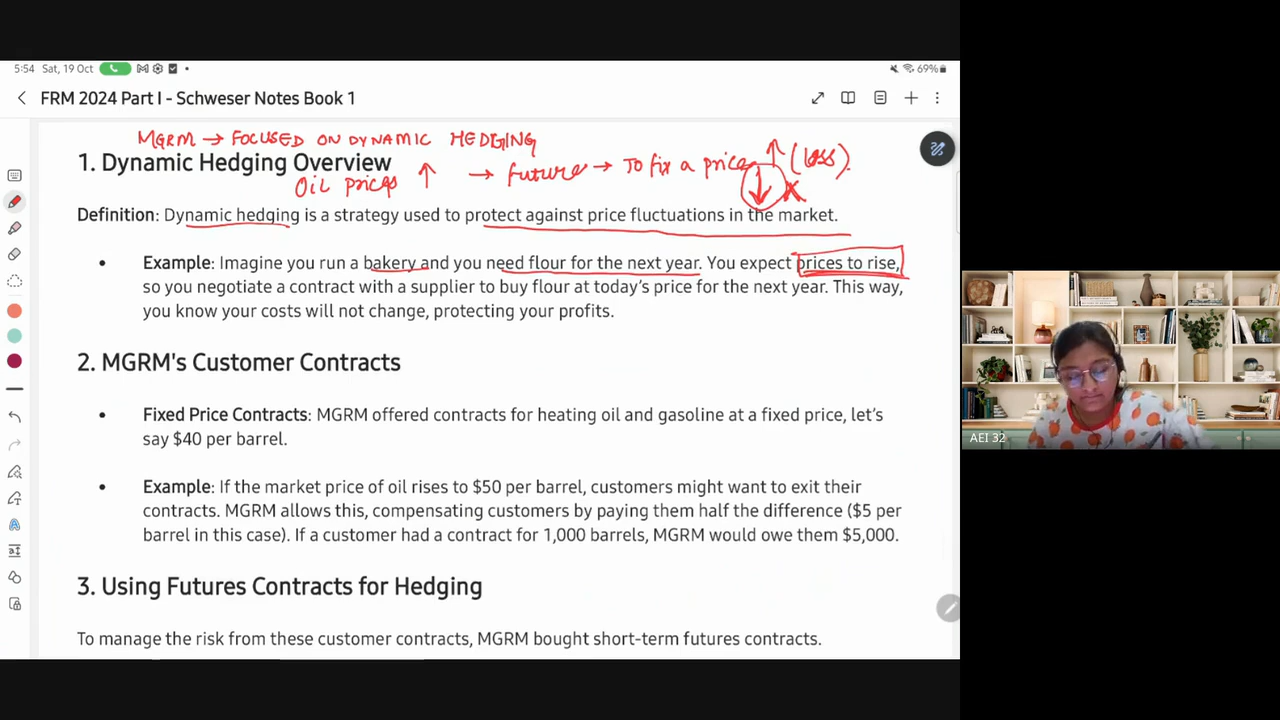 5:54 Sat, 19 Oct
69%
FRM 2024 Part I - Schweser Notes Book 1
MGRM → FOCUSED ON DYNAMIC HEDGING
1. Dynamic Hedging Overview
Oil prices ↑ → future → To fix a price ↑ (loss).
↓ x
Definition: Dynamic hedging is a strategy used to protect against price fluctuations in the market.
• Example: Imagine you run a bakery and you need flour for the next year. You expect prices to rise,
so you negotiate a contract with a supplier to buy flour at today's price for the next year. This way,
you know your costs will not change, protecting your profits.
2. MGRM's Customer Contracts
• Fixed Price Contracts: MGRM offered contracts for heating oil and gasoline at a fixed price, let's
say $40 per barrel.
• Example: If the market price of oil rises to $50 per barrel, customers might want to exit their
contracts. MGRM allows this, compensating customers by paying them half the difference ($5 per
barrel in this case). If a customer had a contract for 1,000 barrels, MGRM would owe them $5,000.
3. Using Futures Contracts for Hedging
To manage the risk from these customer contracts, MGRM bought short-term futures contracts.
AEI 32